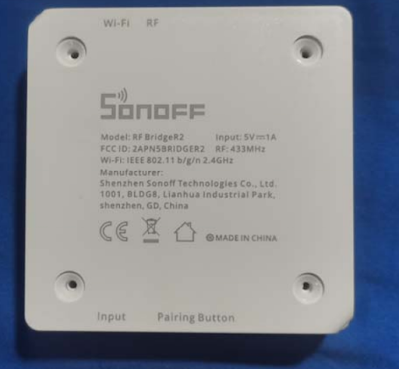 Wi-Fi RF
SONOFF
Model: RF BridgeR2 Input: 5V⎓1A
FCC ID: 2APN5BRIDGER2 RF: 433MHz
Wi-Fi: IEEE 802.11 b/g/n 2.4GHz
Manufacturer:
Shenzhen Sonoff Technologies Co., Ltd.
1001, BLDG8, Lianhua Industrial Park,
shenzhen, GD, China
CE MADE IN CHINA
Input Pairing Button